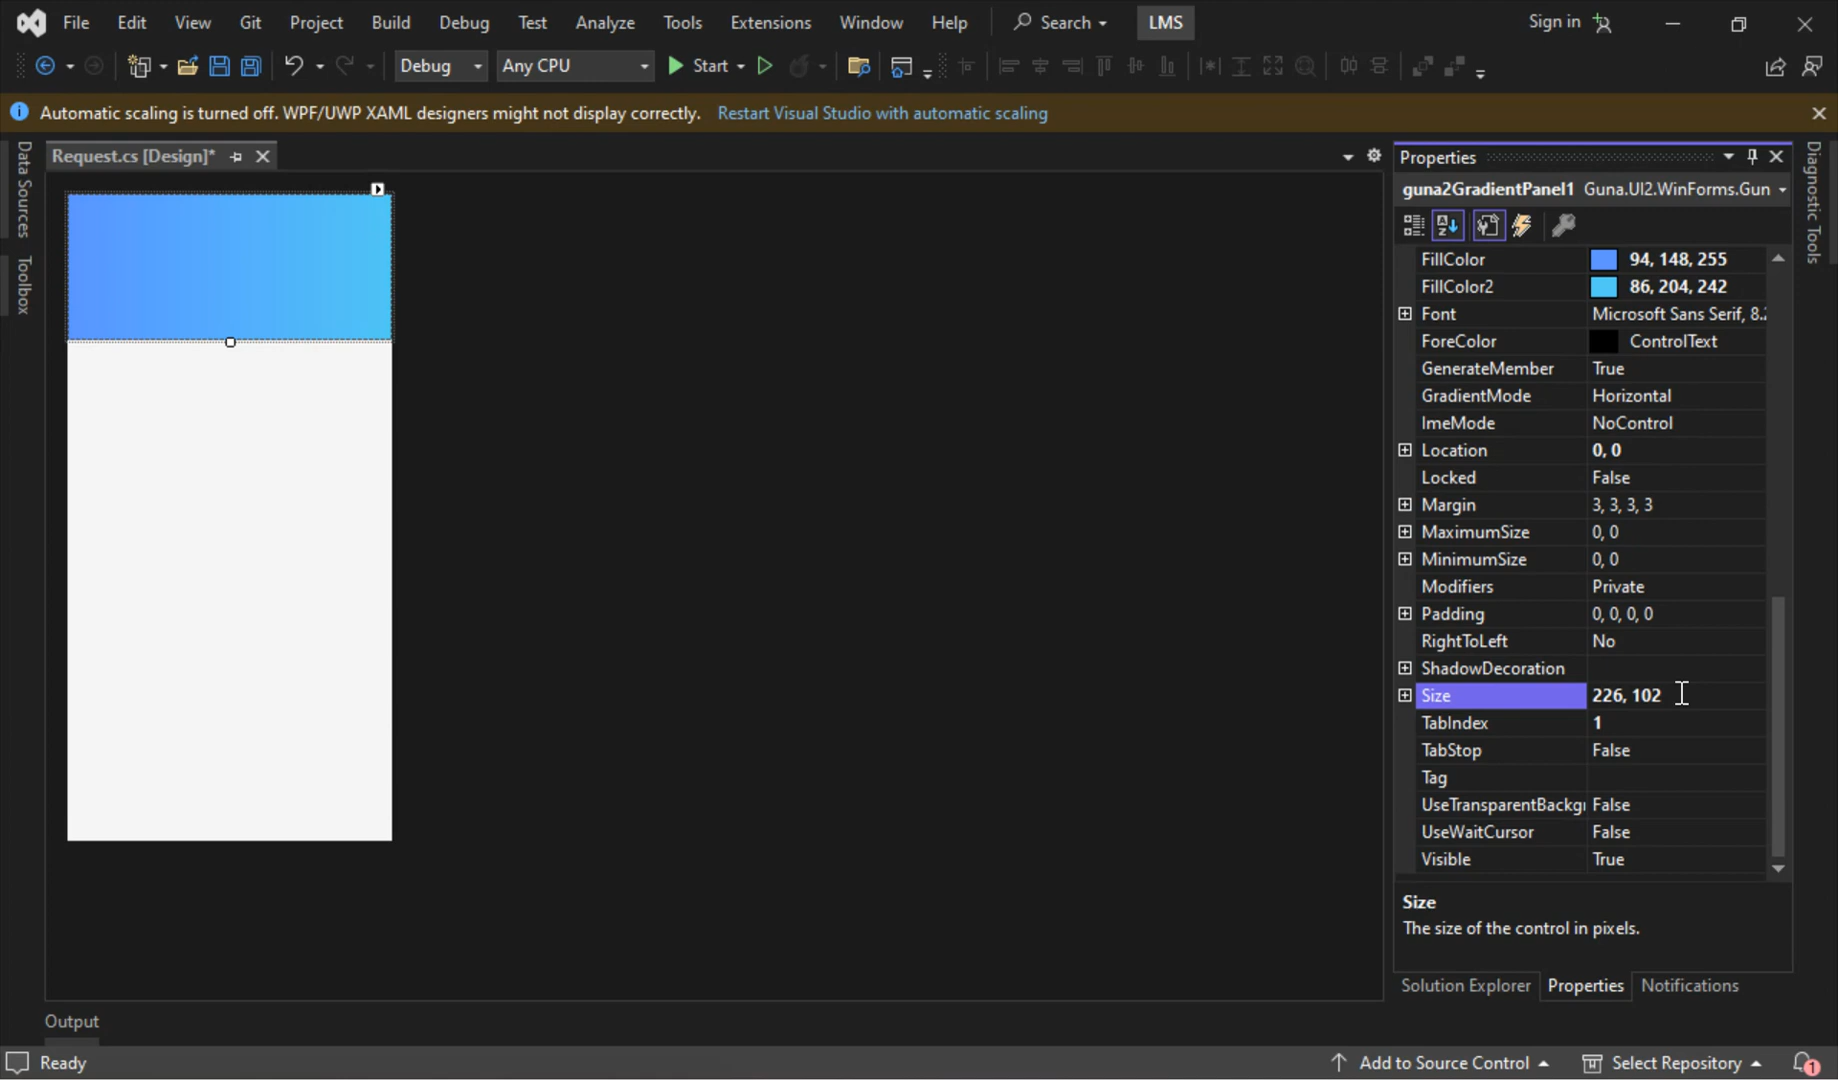 File Edit View Git Project Build Debug Test Analyze Tools Extensions Window Help Search LMS Sign in
Debug Any CPU Start
Automatic scaling is turned off. WPF/UWP XAML designers might not display correctly. Restart Visual Studio with automatic scaling
Data Sources
Toolbox
Request.cs [Design]*
Properties
guna2GradientPanel1 Guna.UI2.WinForms.Gun
FillColor 94, 148, 255
FillColor2 86, 204, 242
Font Microsoft Sans Serif, 8.2
ForeColor ControlText
GenerateMember True
GradientMode Horizontal
ImeMode NoControl
Location 0, 0
Locked False
Margin 3, 3, 3, 3
MaximumSize 0, 0
MinimumSize 0, 0
Modifiers Private
Padding 0, 0, 0, 0
RightToLeft No
ShadowDecoration
Size 226, 102
TabIndex 1
TabStop False
Tag
UseTransparentBackgr False
UseWaitCursor False
Visible True
Size
The size of the control in pixels.
Solution Explorer Properties Notifications
Diagnostic Tools
Output
Ready Add to Source Control Select Repository 1